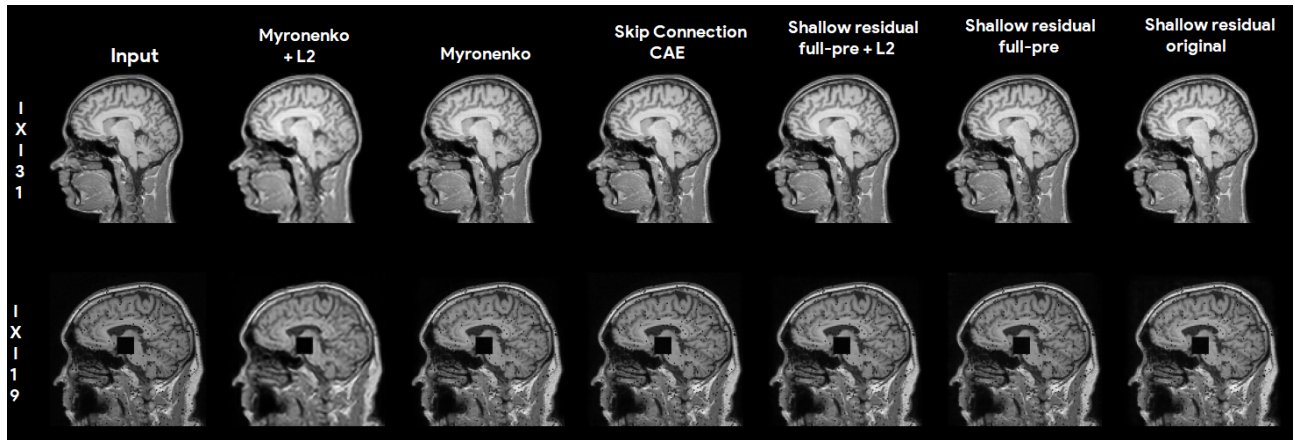 Input
Myronenko
+ L2
Myronenko
Skip Connection
CAE
Shallow residual
full-pre + L2
Shallow residual
full-pre
Shallow residual
original
I
X
I
3
1
I
X
I
1
9